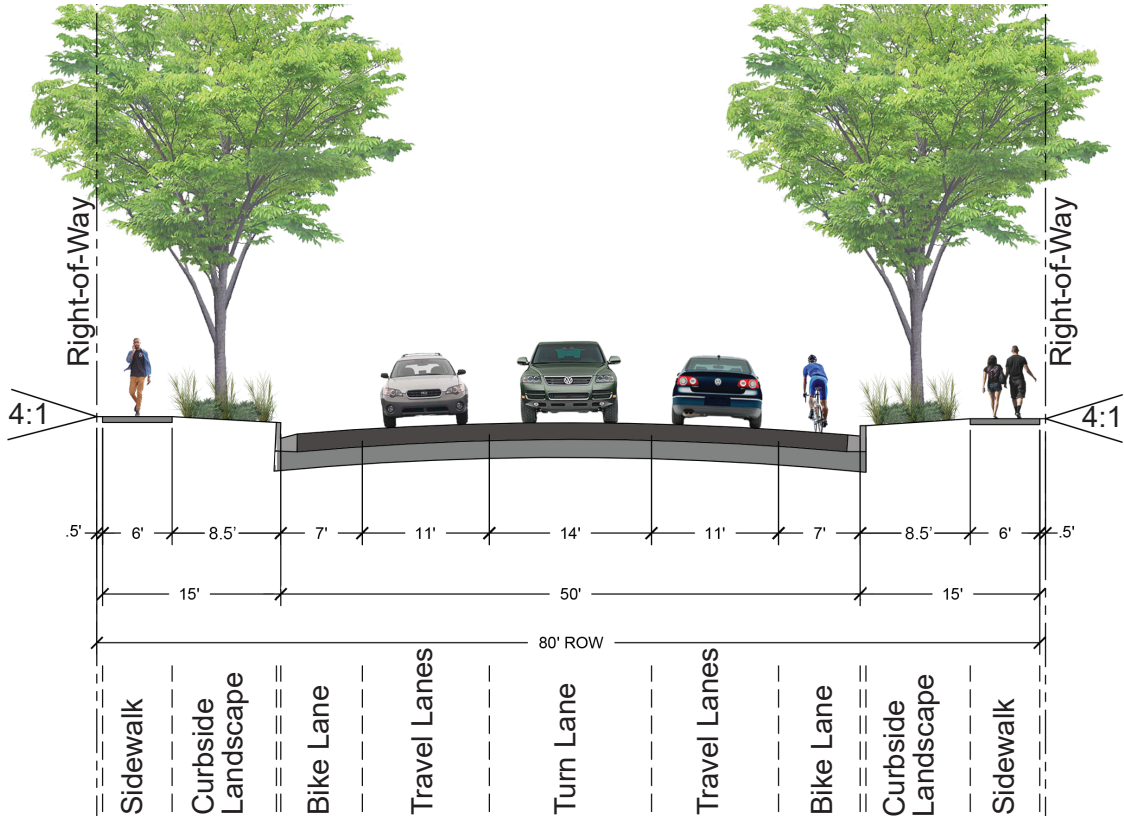 Right-of-Way
Right-of-Way
4:1
4:1
.5'
6'
8.5'
7'
11'
14'
11'
7'
8.5'
6'
.5'
15'
50'
15'
80' ROW
Sidewalk
Curbside
Landscape
Bike Lane
Travel Lanes
Turn Lane
Travel Lanes
Bike Lane
Curbside
Landscape
Sidewalk